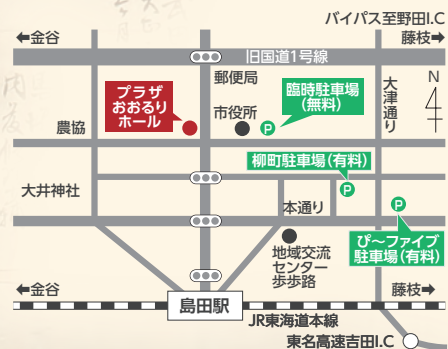 バイパス至野田I.C
←金谷
藤枝→
旧国道1号線
郵便局
プラザ
おおるり
ホール
臨時駐車場
(無料)
大津通り
N
4
市役所
P
農協
柳町駐車場(有料)
P
大井神社
本通り
P
ぴ〜ファイブ
駐車場(有料)
地域交流
センター
歩歩路
←金谷
島田駅
藤枝→
JR東海道本線
東名高速吉田I.C